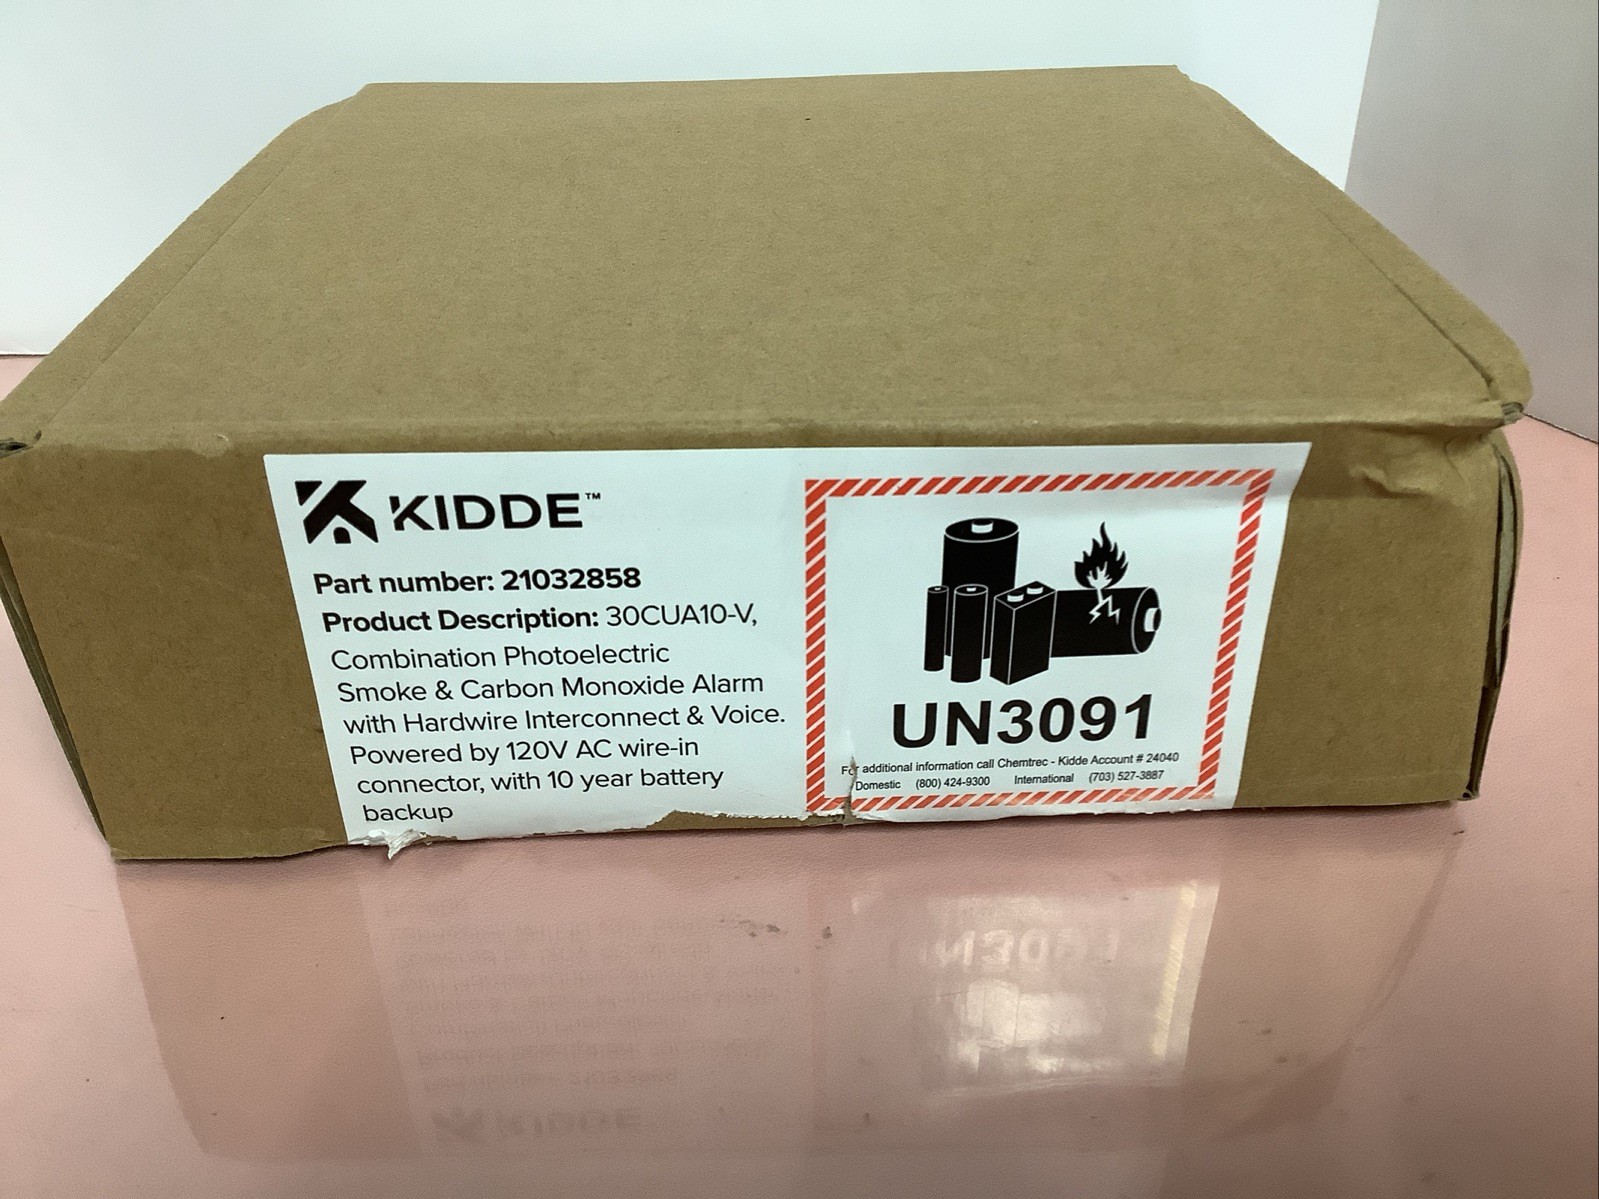 KIDDE™
Part number: 21032858
Product Description: 30CUA10-V,
Combination Photoelectric
Smoke & Carbon Monoxide Alarm
with Hardwire Interconnect & Voice.
Powered by 120V AC wire-in
connector, with 10 year battery
backup
UN3091
For additional information call Chemtrec - Kidde Account # 24040
Domestic (800) 424-9300 International (703) 527-3887